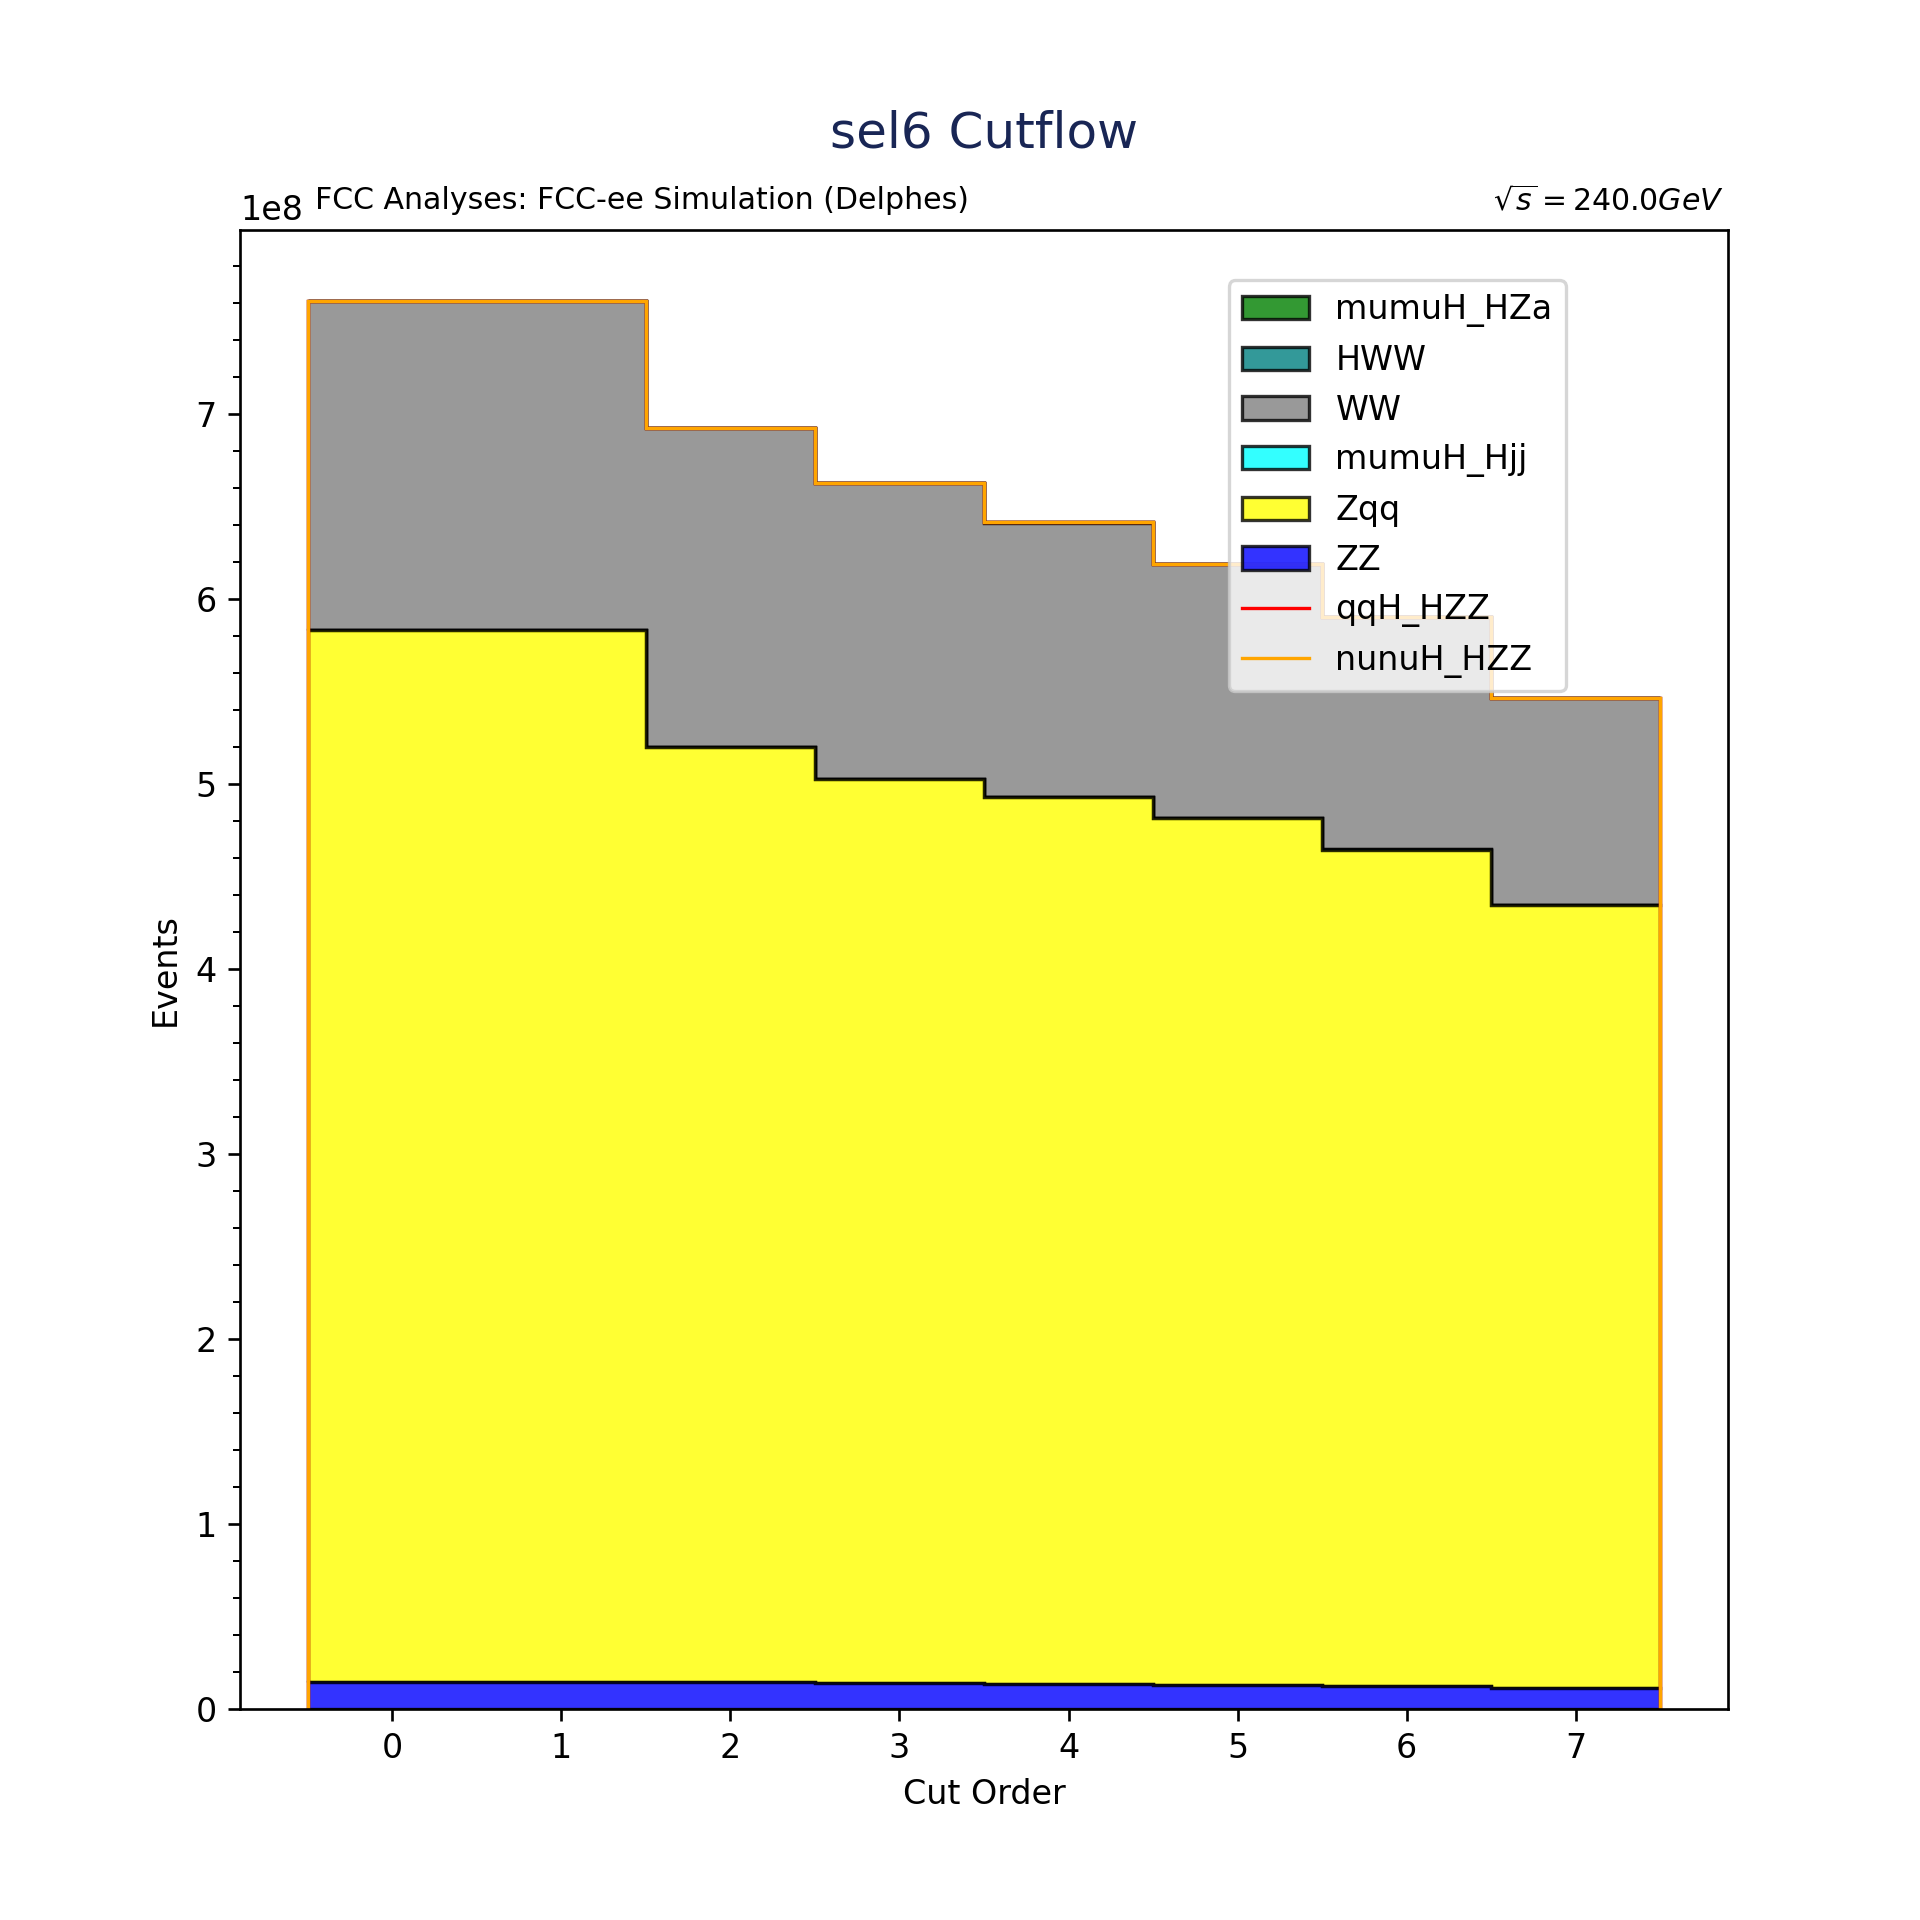 sel6 Cutflow
1e8 FCC Analyses: FCC-ee Simulation (Delphes) √s = 240.0GeV
mumuH_HZa
HWW
WW
mumuH_Hjj
Zqq
ZZ
qqH_HZZ
nunuH_HZZ
7
6
5
4
3
2
1
0
Events
0 1 2 3 4 5 6 7
Cut Order